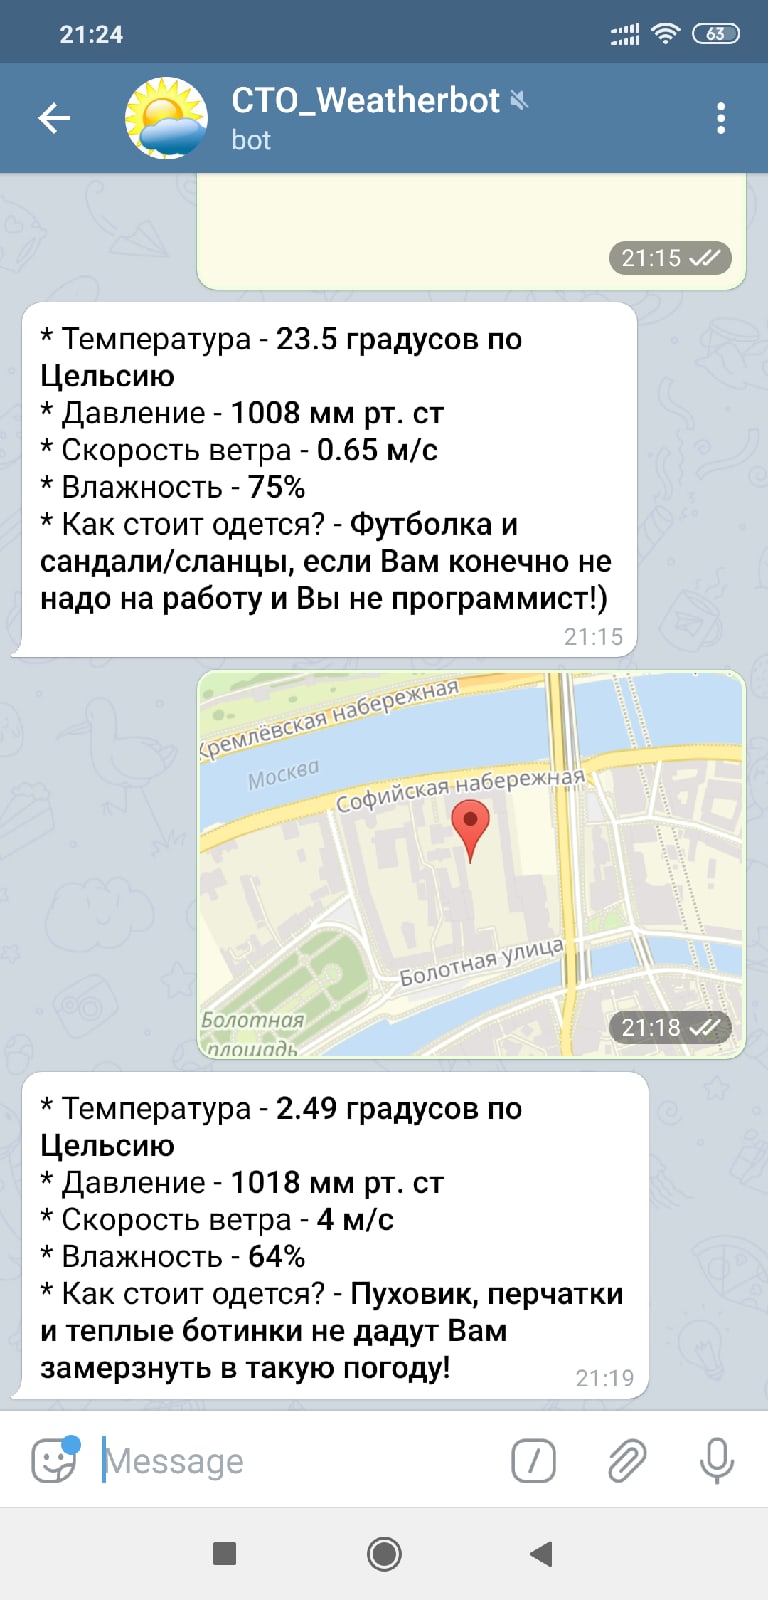 21:24
63
CTO_Weatherbot
bot
21:15
* Температура - 23.5 градусов по
Цельсию
* Давление - 1008 мм рт. ст
* Скорость ветра - 0.65 м/с
* Влажность - 75%
* Как стоит одется? - Футболка и
сандали/сланцы, если Вам конечно не
надо на работу и Вы не программист!)
21:15
Кремлёвская набережная
Москва
Софийская набережная
Болотная улица
Болотная
площадь
21:18
* Температура - 2.49 градусов по
Цельсию
* Давление - 1018 мм рт. ст
* Скорость ветра - 4 м/с
* Влажность - 64%
* Как стоит одется? - Пуховик, перчатки
и теплые ботинки не дадут Вам
замерзнуть в такую погоду!
21:19
Message